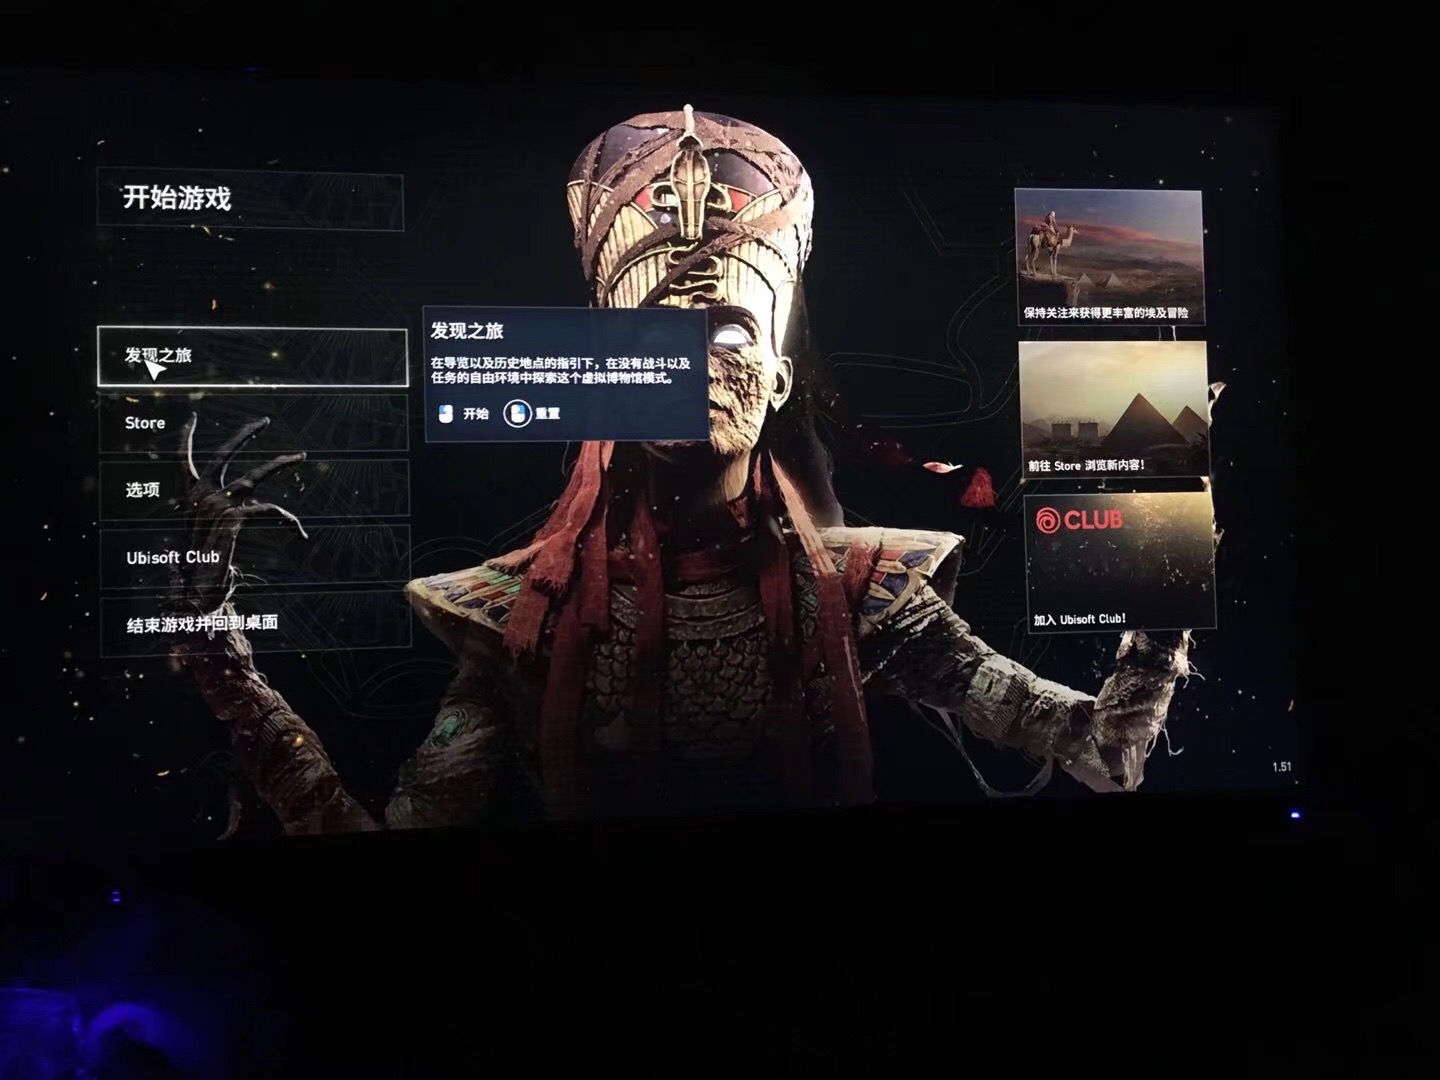 开始游戏
发现之旅
Store
选项
Ubisoft Club
结束游戏并回到桌面
发现之旅
在导览以及历史地点的指引下，在没有战斗以及
任务的自由环境中探索这个虚拟博物馆模式。
开始 重置
保持关注来获得更丰富的埃及冒险
前往 Store 浏览新内容！
CLUB
加入 Ubisoft Club！
1.51